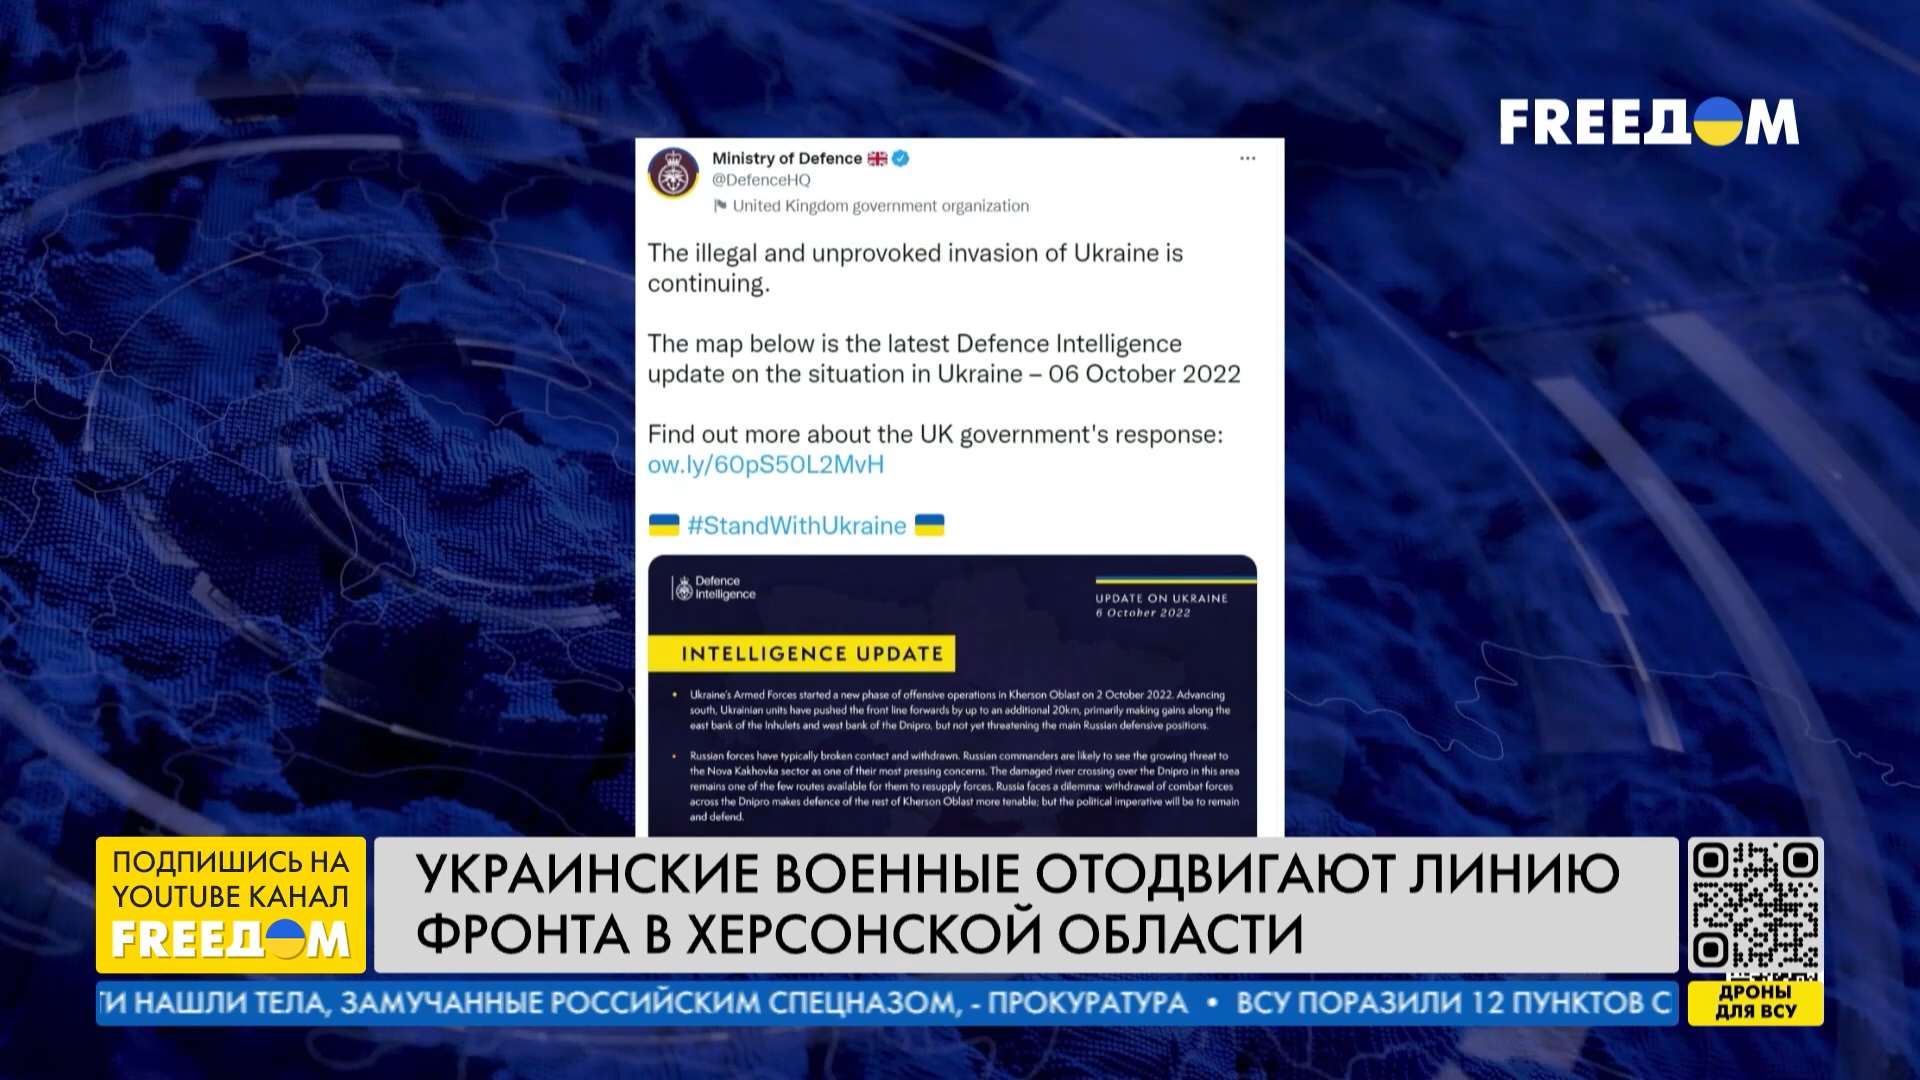 FREEДOM
Ministry of Defence
@DefenceHQ
United Kingdom government organization
The illegal and unprovoked invasion of Ukraine is
continuing.
The map below is the latest Defence Intelligence
update on the situation in Ukraine – 06 October 2022
Find out more about the UK government's response:
ow.ly/60pS50L2MvH
#StandWithUkraine
Defence
Intelligence
UPDATE ON UKRAINE
6 October 2022
INTELLIGENCE UPDATE
• Ukraine's Armed Forces started a new phase of offensive operations in Kherson Oblast on 2 October 2022. Advancing
south, Ukrainian units have pushed the front line forwards by up to an additional 20km, primarily making gains along the
east bank of the Inhulets and west bank of the Dnipro, but not yet threatening the main Russian defensive positions.
• Russian forces have typically broken contact and withdrawn. Russian commanders are likely to see the growing threat to
the Nova Kakhovka sector as one of their most pressing concerns. The damaged river crossing over the Dnipro in this area
remains one of the few routes available for them to resupply forces. Russia faces a dilemma: withdrawal of combat forces
across the Dnipro makes defence of the rest of Kherson Oblast more tenable; but the political imperative will be to remain
and defend.
ПОДПИШИСЬ НА
YOUTUBE КАНАЛ
FREEДOM
УКРАИНСКИЕ ВОЕННЫЕ ОТОДВИГАЮТ ЛИНИЮ
ФРОНТА В ХЕРСОНСКОЙ ОБЛАСТИ
ТИ НАШЛИ ТЕЛА, ЗАМУЧАННЫЕ РОССИЙСКИМ СПЕЦНАЗОМ, - ПРОКУРАТУРА • ВСУ ПОРАЗИЛИ 12 ПУНКТОВ С
ДРОНЫ
ДЛЯ ВСУ